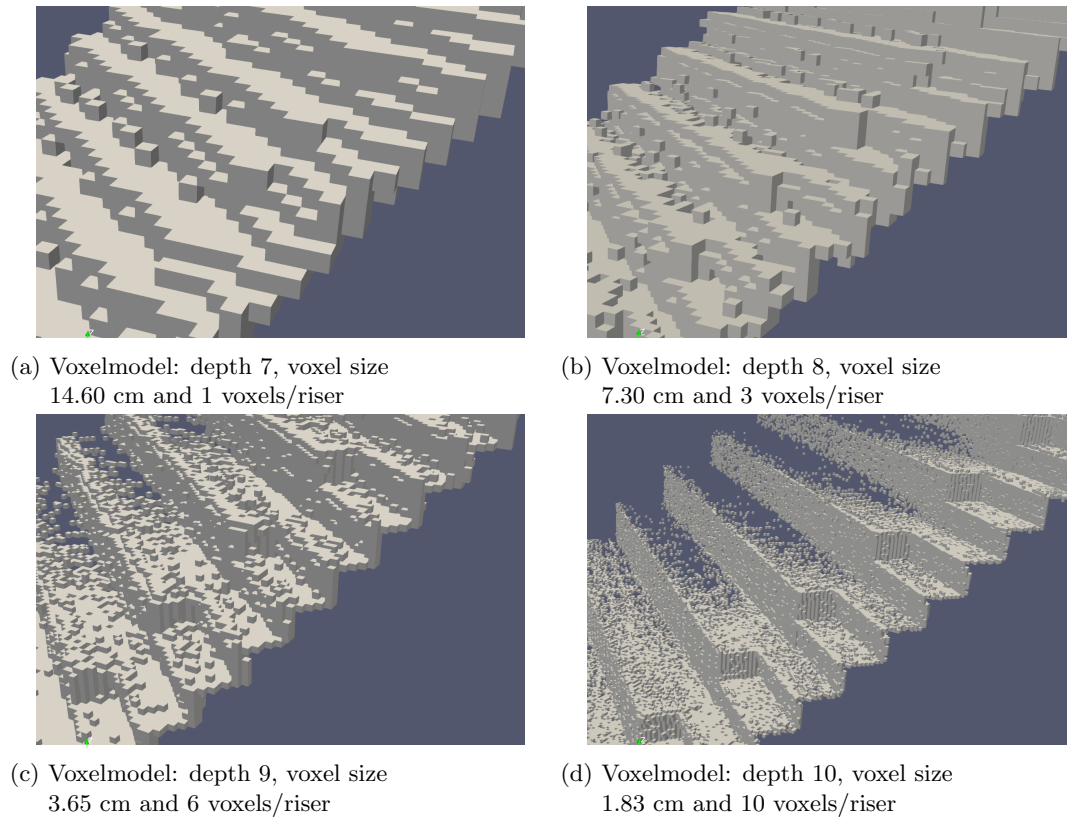 (a) Voxelmodel: depth 7, voxel size
14.60 cm and 1 voxels/riser
(b) Voxelmodel: depth 8, voxel size
7.30 cm and 3 voxels/riser
(c) Voxelmodel: depth 9, voxel size
3.65 cm and 6 voxels/riser
(d) Voxelmodel: depth 10, voxel size
1.83 cm and 10 voxels/riser